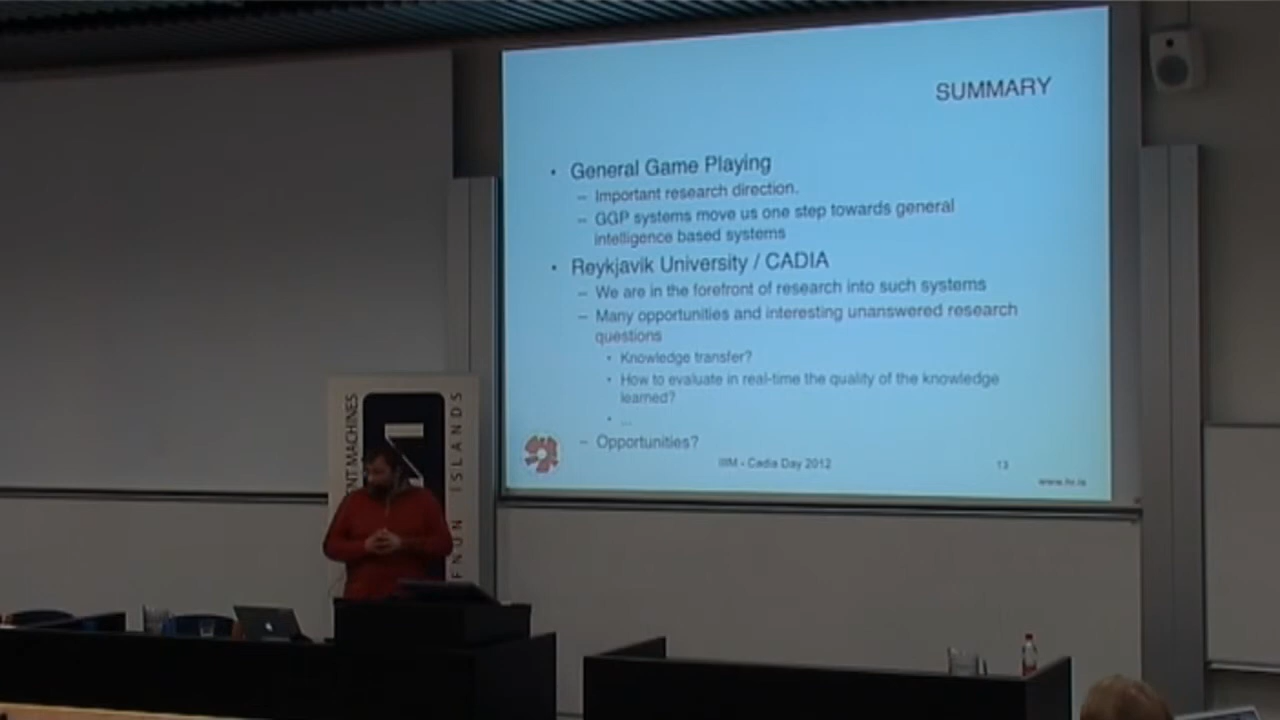 SUMMARY
• General Game Playing
– Important research direction.
– GGP systems move us one step towards general
intelligence based systems
• Reykjavik University / CADIA
– We are in the forefront of research into such systems
– Many opportunities and interesting unanswered research
questions
• Knowledge transfer?
• How to evaluate in real-time the quality of the knowledge
learned?
• ...
– Opportunities?
IIIM - Cadia Day 2012
13
www.hr.is
NT MACHINES
FNUN ISLANDS